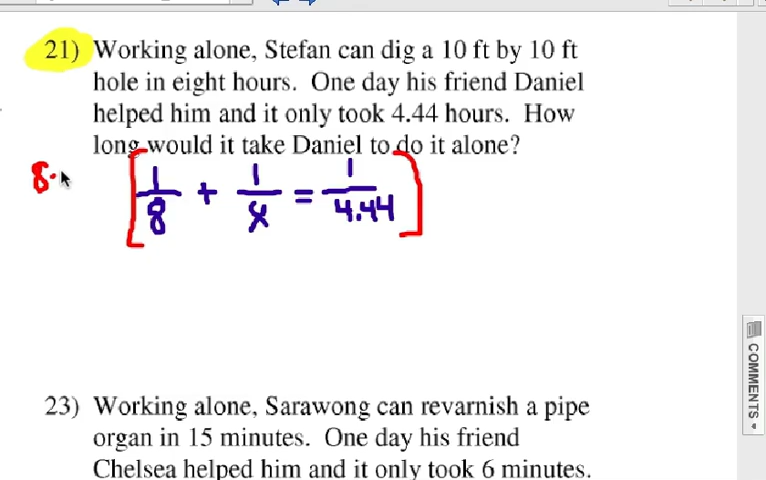 21) Working alone, Stefan can dig a 10 ft by 10 ft
hole in eight hours. One day his friend Daniel
helped him and it only took 4.44 hours. How
long would it take Daniel to do it alone?
8· [1/8 + 1/x = 1/4.44]
23) Working alone, Sarawong can revarnish a pipe
organ in 15 minutes. One day his friend
Chelsea helped him and it only took 6 minutes.
COMMENTS